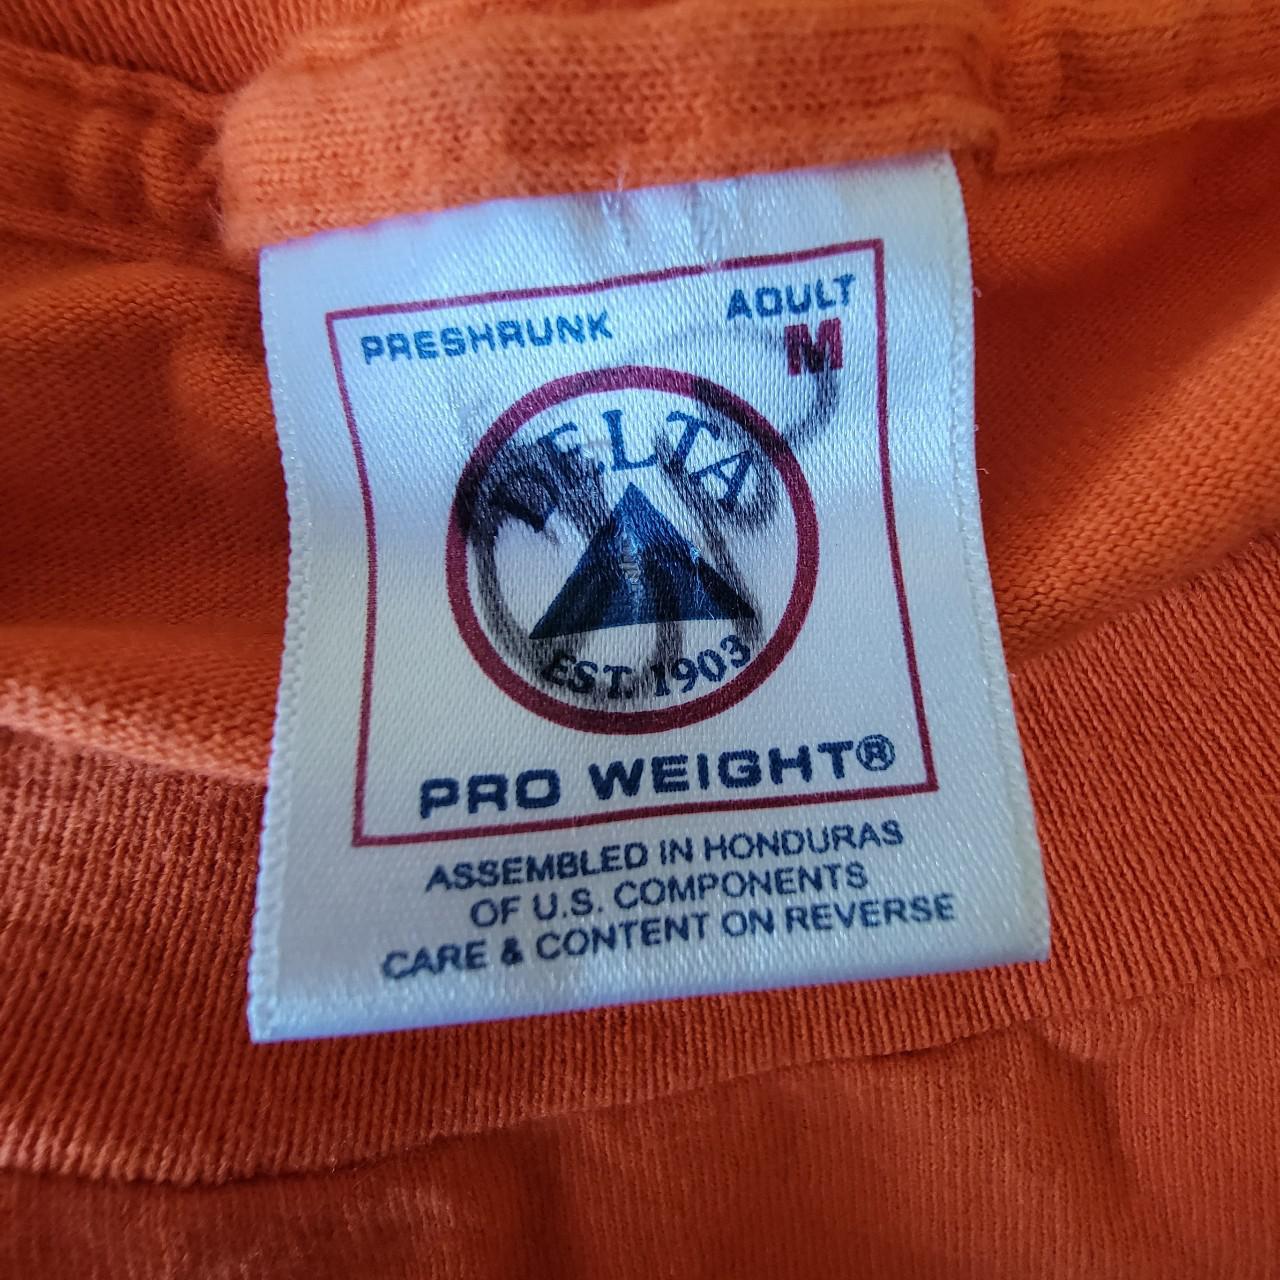 PRESHRUNK
ADULT
M
DELTA
EST. 1903
PRO WEIGHT®
ASSEMBLED IN HONDURAS
OF U.S. COMPONENTS
CARE & CONTENT ON REVERSE